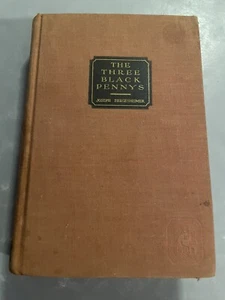 THE
THREE
BLACK
PENNYS
JOSEPH HERGESHEIMER